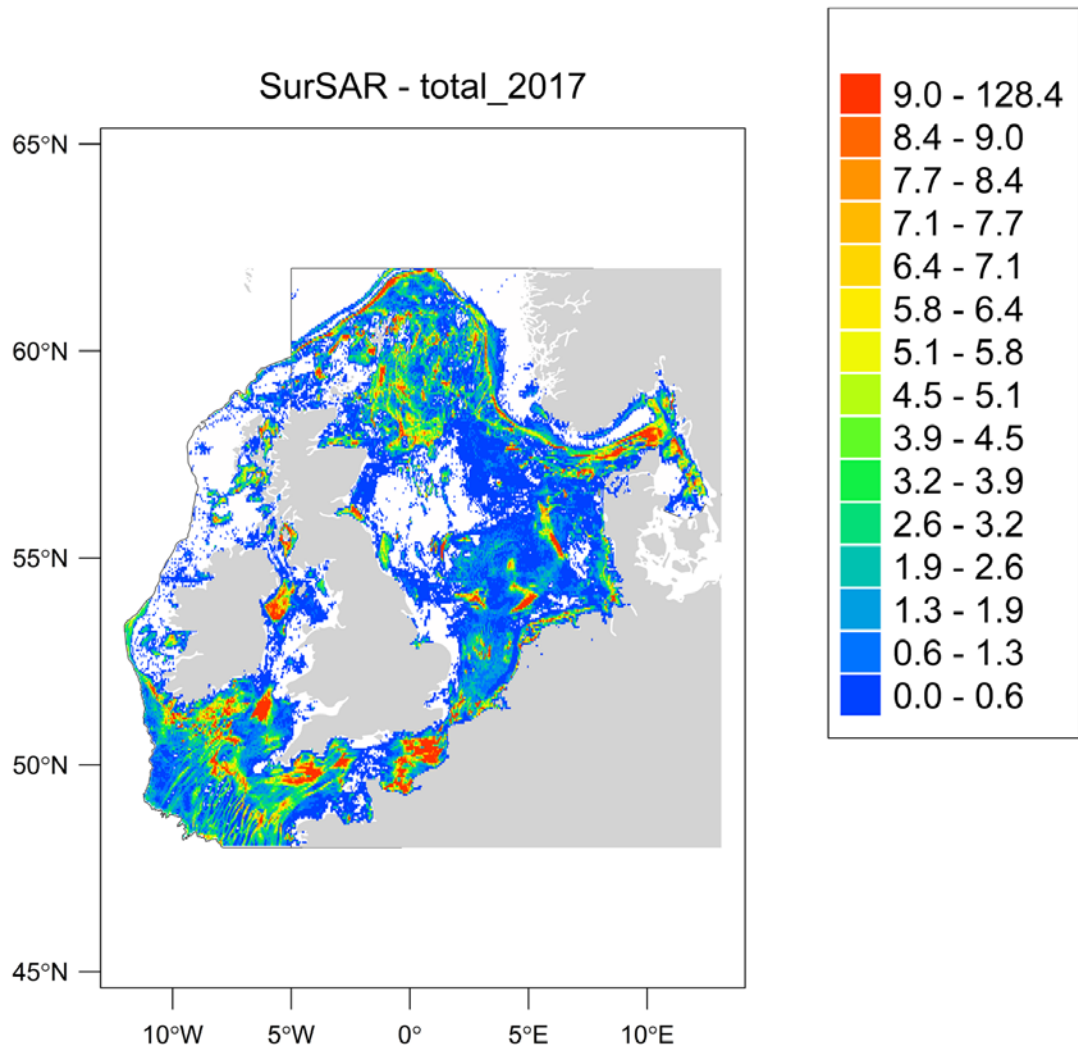 SurSAR - total_2017
65°N
60°N
55°N
50°N
45°N
10°W
5°W
0°
5°E
10°E
9.0 - 128.4
8.4 - 9.0
7.7 - 8.4
7.1 - 7.7
6.4 - 7.1
5.8 - 6.4
5.1 - 5.8
4.5 - 5.1
3.9 - 4.5
3.2 - 3.9
2.6 - 3.2
1.9 - 2.6
1.3 - 1.9
0.6 - 1.3
0.0 - 0.6